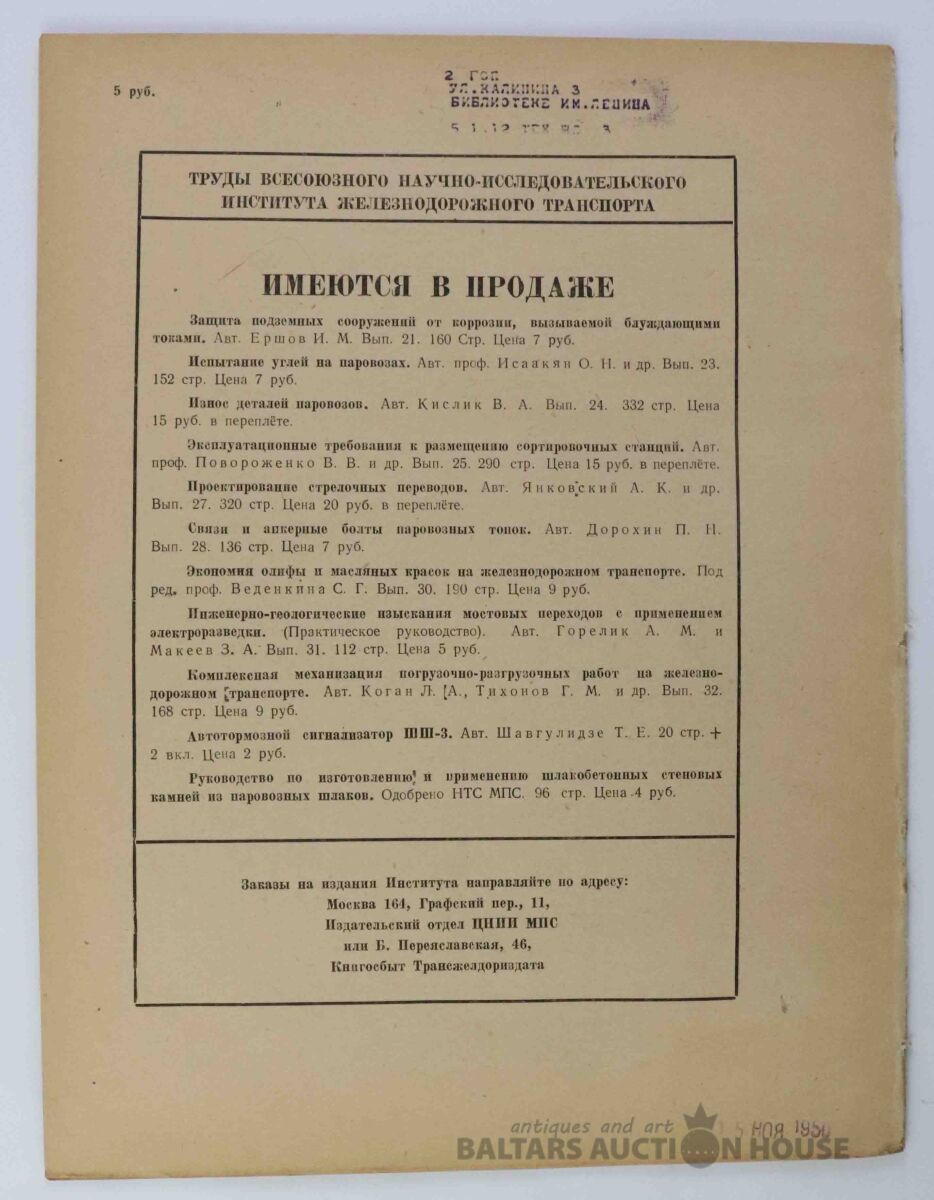 5 руб.
2 ГОД
УЛ.КАЛИНИНА 3
БИБЛИОТЕКЕ ИМ.ЛЕНИНА
ТРУДЫ ВСЕСОЮЗНОГО НАУЧНО-ИССЛЕДОВАТЕЛЬСКОГО
ИНСТИТУТА ЖЕЛЕЗНОДОРОЖНОГО ТРАНСПОРТА
ИМЕЮТСЯ В ПРОДАЖЕ
Защита подземных сооружений от коррозии, вызываемой блуждающими
токами. Авт. Ершов И. М. Вып. 21. 160 Стр. Цена 7 руб.
Испытание углей на паровозах. Авт. проф. Исаакян О. Н. и др. Вып. 23.
152 стр. Цена 7 руб.
Износ деталей паровозов. Авт. Кислик В. А. Вып. 24. 332 стр. Цена
15 руб. в переплёте.
Эксплуатационные требования к размещению сортировочных станций. Авт.
проф. Повороженко В. В. и др. Вып. 25. 290 стр. Цена 15 руб. в переплёте.
Проектирование стрелочных переводов. Авт. Янковский А. К. и др.
Вып. 27. 320 стр. Цена 20 руб. в переплёте.
Связи и анкерные болты паровозных топок. Авт. Дорохин П. И.
Вып. 28. 136 стр. Цена 7 руб.
Экономия олифы и масляных красок на железнодорожном транспорте. Под
ред. проф. Веденкина С. Г. Вып. 30. 190 стр. Цена 9 руб.
Инженерно-геологические изыскания мостовых переходов с применением
электроразведки. (Практическое руководство). Авт. Горелик А. М. и
Макеев З. А. Вып. 31. 112 стр. Цена 5 руб.
Комплексная механизация погрузочно-разгрузочных работ на железно-
дорожном транспорте. Авт. Коган Л. А., Тихонов Г. М. и др. Вып. 32.
168 стр. Цена 9 руб.
Автотормозной сигнализатор ШШ-3. Авт. Шавгулидзе Т. Е. 20 стр. +
2 вкл. Цена 2 руб.
Руководство по изготовлению и применению шлакобетонных стеновых
камней из паровозных шлаков. Одобрено НТС МПС. 96 стр. Цена 4 руб.
Заказы на издания Института направляйте по адресу:
Москва 164, Графский пер., 11,
Издательский отдел ЦНИИ МПС
или Б. Переяславская, 46,
Книгосбыт Трансжелдориздата
НОЯ 1950
antiques and art
BALTARS AUCTION HOUSE